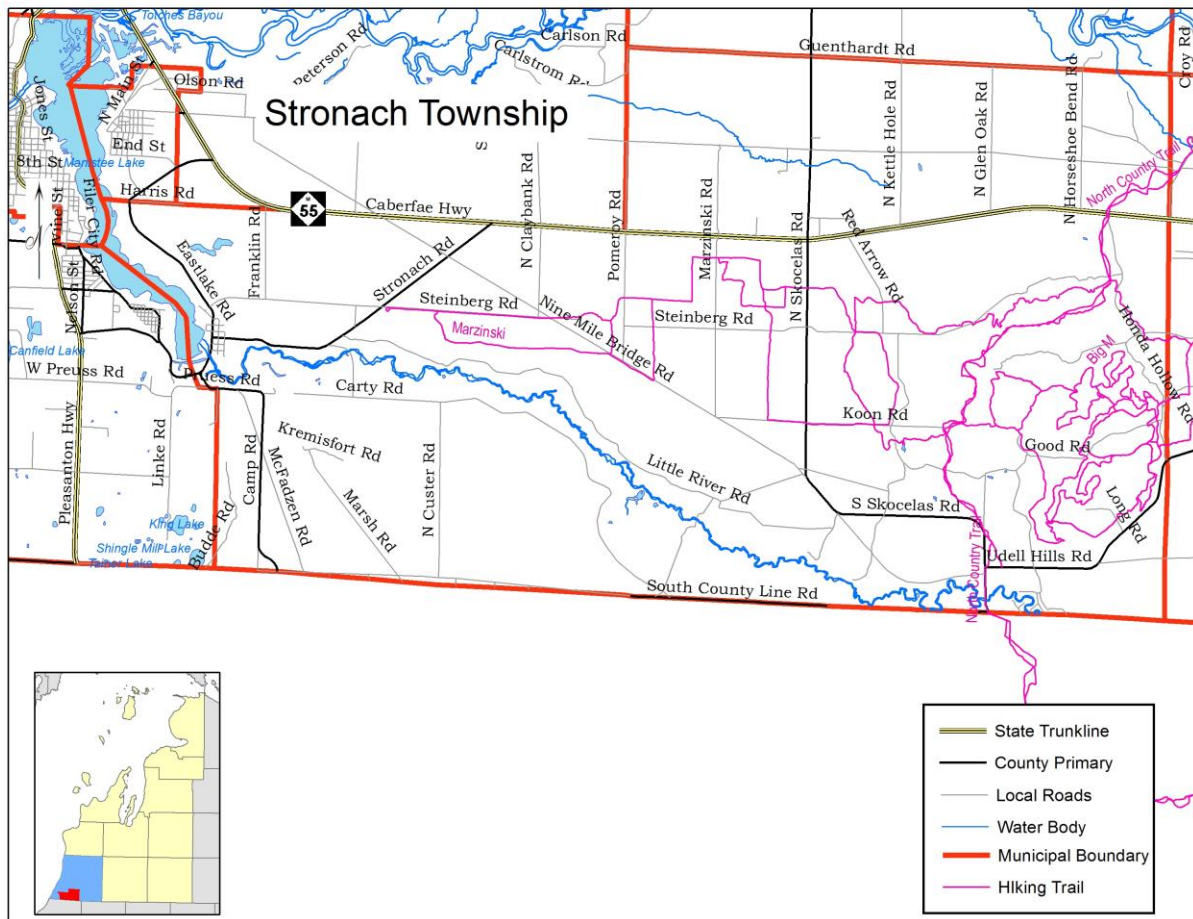 Totches Bayou
Carlson Rd
Peterson Rd
Carlstrom Rd
Guenthardt Rd
Croy Rd
Jones St
N Main St
Olson Rd
Stronach Township
End St
8th St
Manistee Lake
N Kettle Hole Rd
N Glen Oak Rd
N Horseshoe Bend Rd
North Country Trail
Harris Rd
55
Caberfae Hwy
Filer City Rd
Nelson St
Eastlake Rd
Franklin Rd
Stronach Rd
N Claybank Rd
Pomeroy Rd
Marzinski Rd
N Skocelas Rd
Red Arrow Rd
Steinberg Rd
Nine Mile Bridge Rd
Steinberg Rd
Marzinski
Honda Hollow Rd
Big M
Canfield Lake
W Preuss Rd
Carty Rd
Koon Rd
Good Rd
Pleasanton Hwy
Linke Rd
Camp Rd
McFadzen Rd
Kremisfort Rd
Marsh Rd
N Custer Rd
Little River Rd
S Skocelas Rd
Long Rd
King Lake
Shingle Mill Lake
Budde Rd
Udell Hills Rd
North Country Trail
South County Line Rd
State Trunkline
County Primary
Local Roads
Water Body
Municipal Boundary
HIking Trail